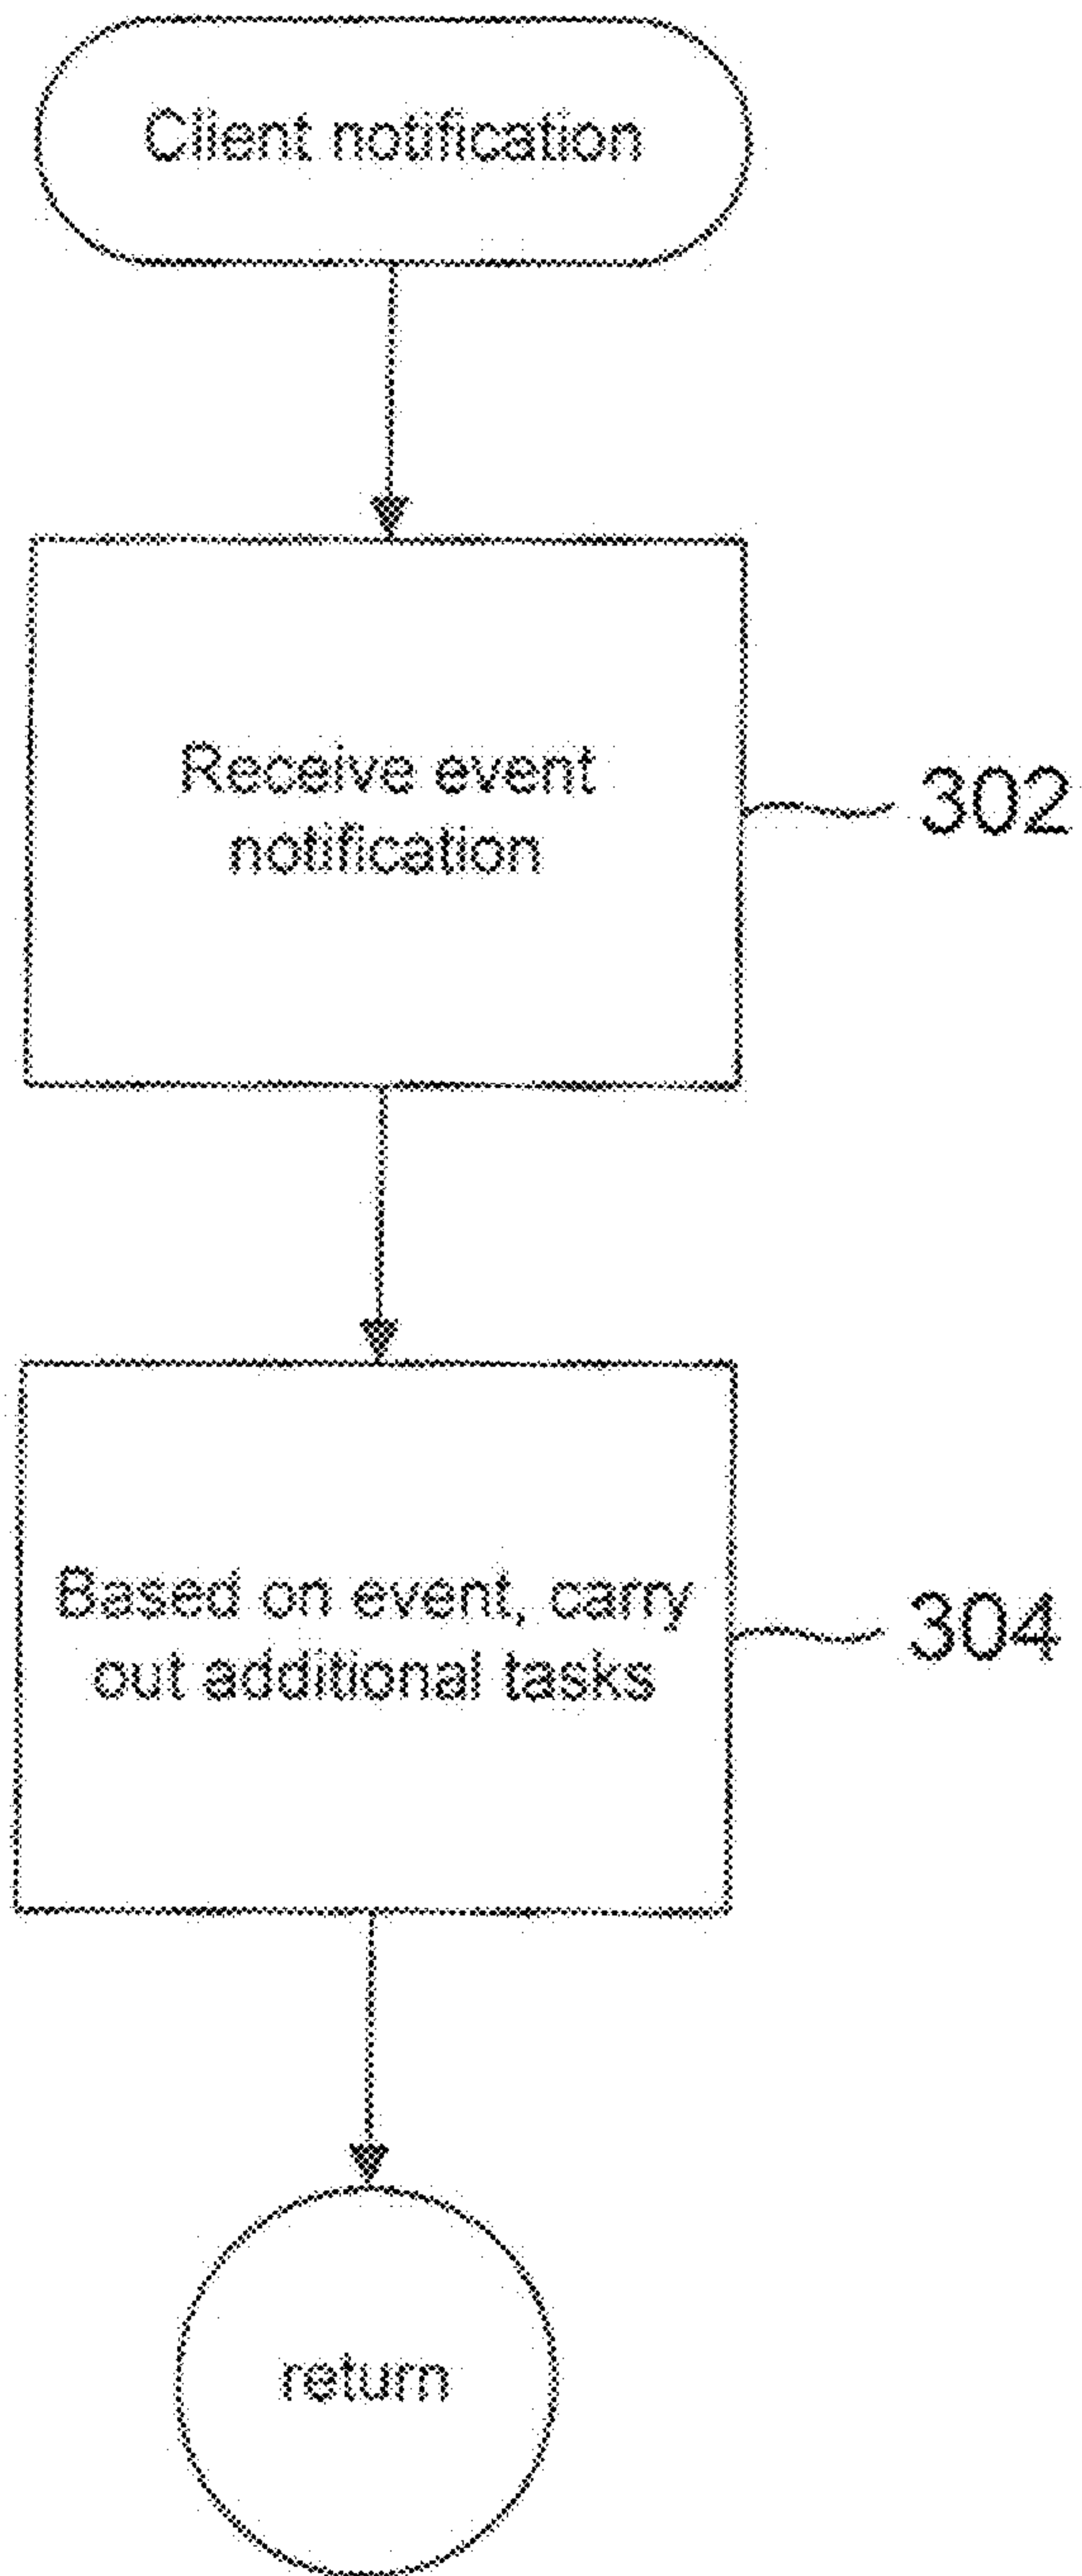 Client notification
Receive event
notification
302
Based on event, carry
out additional tasks
304
return